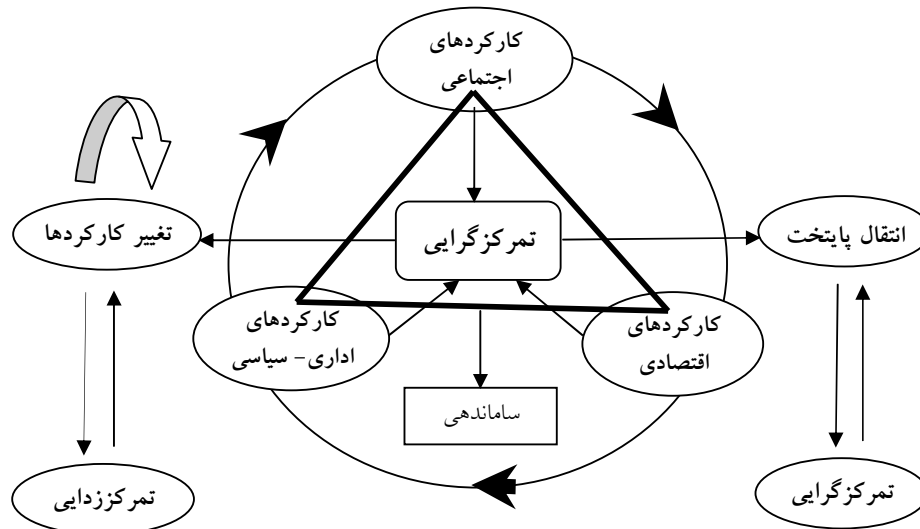 کارکردهای
اجتماعی
انتقال پایتخت
تمرکزگرایی
تغییر کارکردها
کارکردهای
اقتصادی
کارکردهای
اداری- سیاسی
ساماندهی
تمرکزگرایی
تمرکززدایی